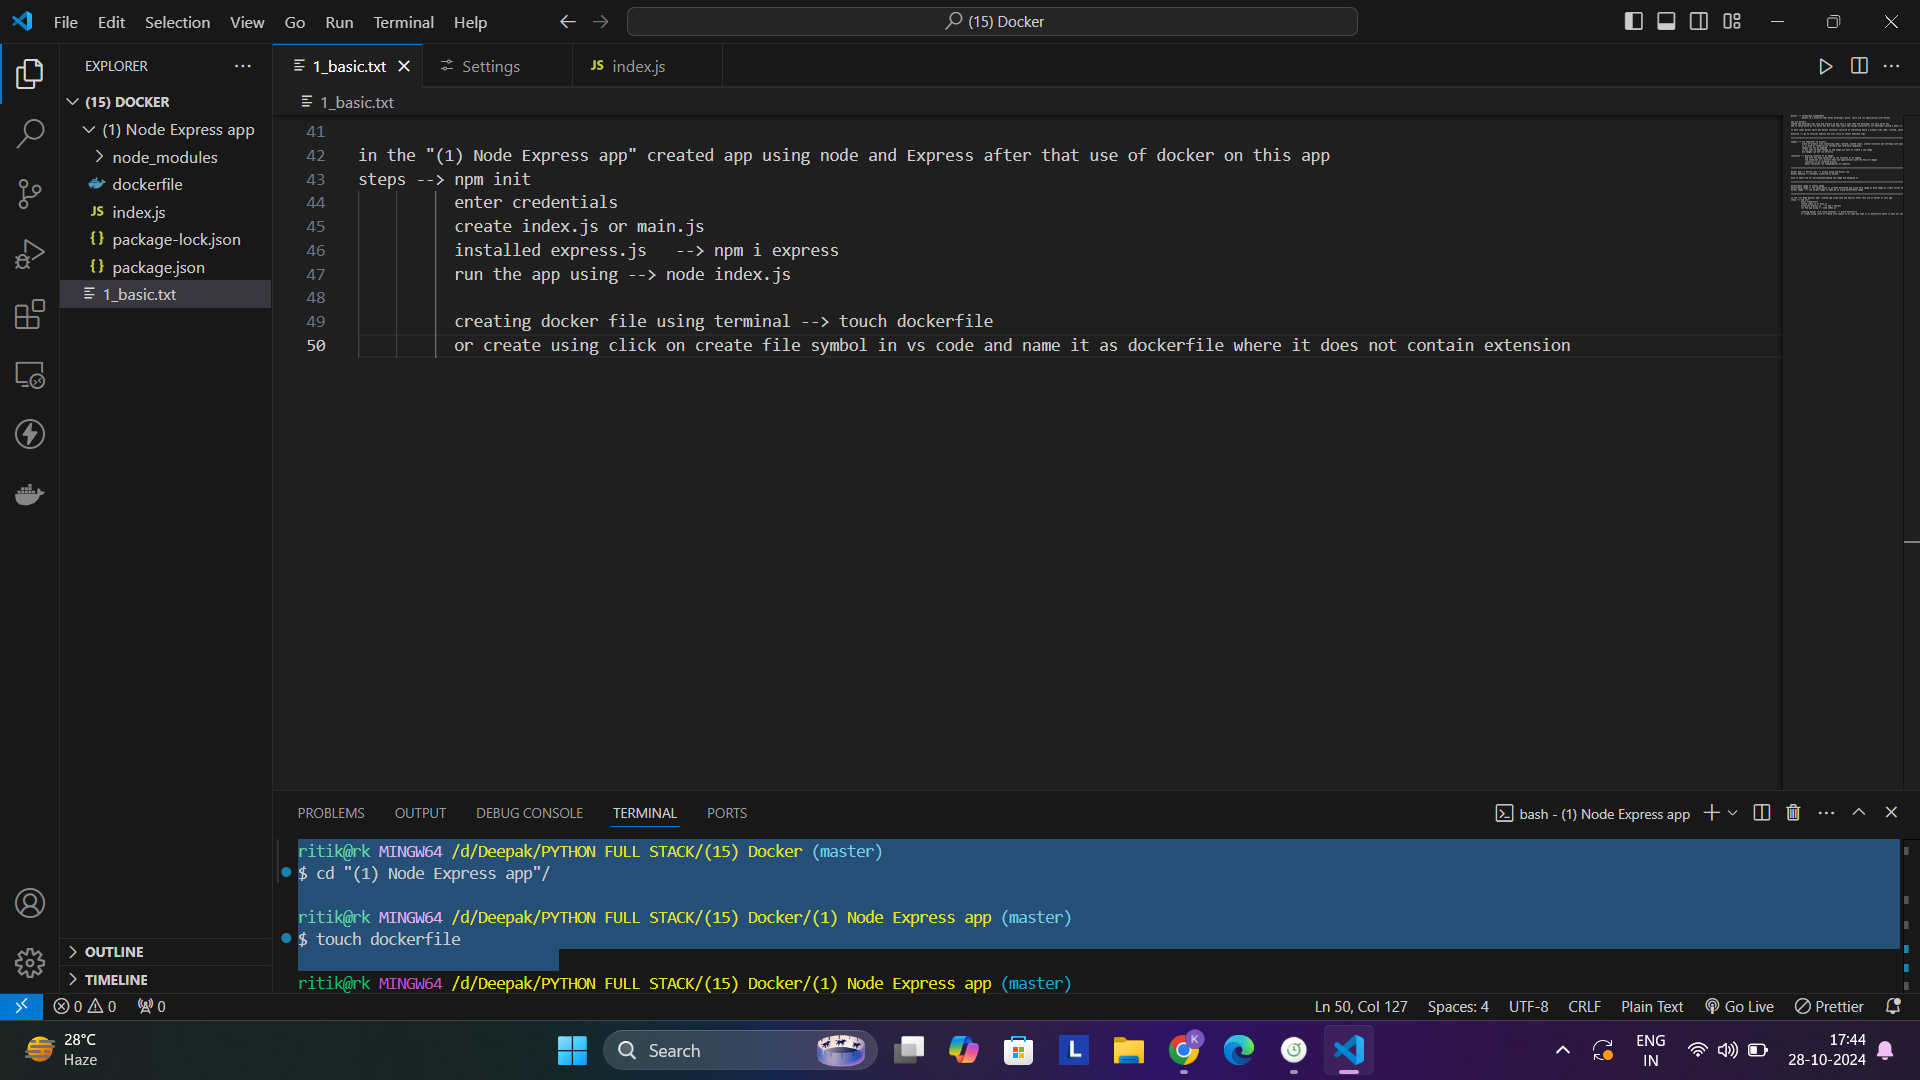 File Edit Selection View Go Run Terminal Help
(15) Docker
EXPLORER
1_basic.txt
Settings
JS index.js
(15) DOCKER
1_basic.txt
(1) Node Express app
node_modules
dockerfile
JS index.js
{} package-lock.json
{} package.json
1_basic.txt
41
42 in the "(1) Node Express app" created app using node and Express after that use of docker on this app
43 steps --> npm init
44 enter credentials
45 create index.js or main.js
46 installed express.js --> npm i express
47 run the app using --> node index.js
48
49 creating docker file using terminal --> touch dockerfile
50 or create using click on create file symbol in vs code and name it as dockerfile where it does not contain extension
PROBLEMS OUTPUT DEBUG CONSOLE TERMINAL PORTS
bash - (1) Node Express app
ritik@rk MINGW64 /d/Deepak/PYTHON FULL STACK/(15) Docker (master)
$ cd "(1) Node Express app"/
ritik@rk MINGW64 /d/Deepak/PYTHON FULL STACK/(15) Docker/(1) Node Express app (master)
$ touch dockerfile
ritik@rk MINGW64 /d/Deepak/PYTHON FULL STACK/(15) Docker/(1) Node Express app (master)
OUTLINE
TIMELINE
0 0 0
Ln 50, Col 127 Spaces: 4 UTF-8 CRLF Plain Text Go Live Prettier
28°C
Haze
Search
L
K
ENG
IN
17:44
28-10-2024